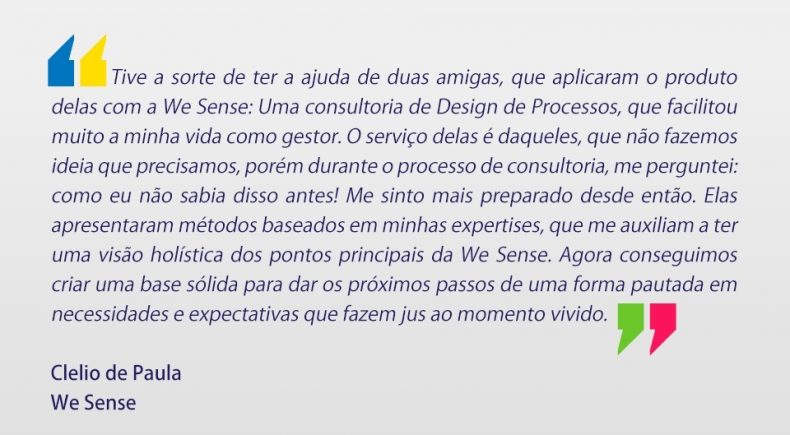 Tive a sorte de ter a ajuda de duas amigas, que aplicaram o produto
delas com a We Sense: Uma consultoria de Design de Processos, que facilitou
muito a minha vida como gestor. O serviço delas é daqueles, que não fazemos
ideia que precisamos, porém durante o processo de consultoria, me perguntei:
como eu não sabia disso antes! Me sinto mais preparado desde então. Elas
apresentaram métodos baseados em minhas expertises, que me auxiliam a ter
uma visão holística dos pontos principais da We Sense. Agora conseguimos
criar uma base sólida para dar os próximos passos de uma forma pautada em
necessidades e expectativas que fazem jus ao momento vivido.
Clelio de Paula
We Sense